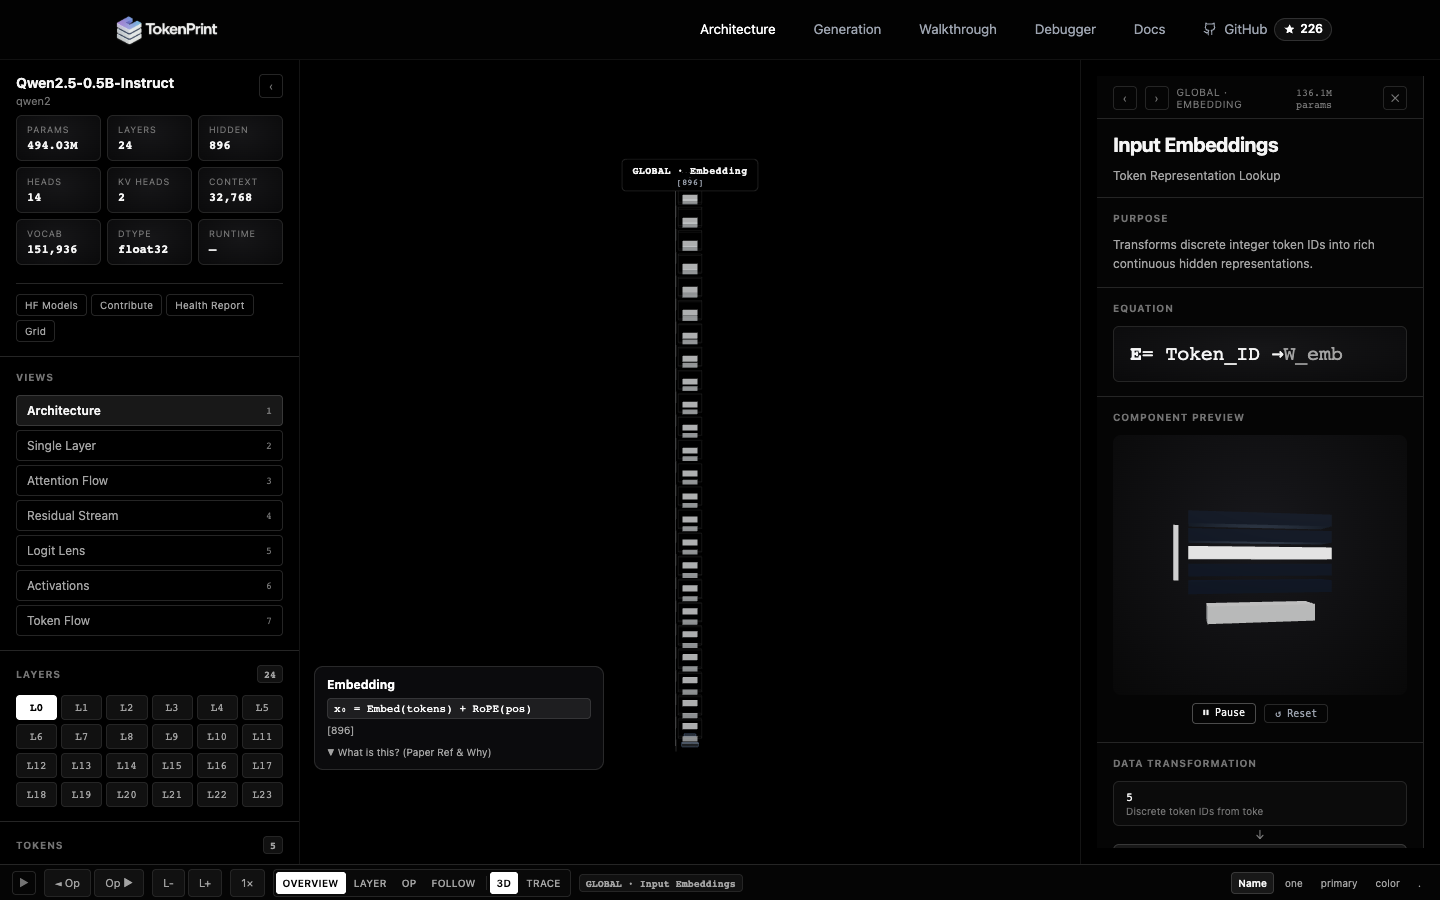 TokenPrint
Architecture
Generation
Walkthrough
Debugger
Docs
GitHub
★ 226
Qwen2.5-0.5B-Instruct
qwen2
‹
PARAMS
494.03M
LAYERS
24
HIDDEN
896
HEADS
14
KV HEADS
2
CONTEXT
32,768
VOCAB
151,936
DTYPE
float32
RUNTIME
—
HF Models
Contribute
Health Report
Grid
VIEWS
Architecture 1
Single Layer 2
Attention Flow 3
Residual Stream 4
Logit Lens 5
Activations 6
Token Flow 7
LAYERS 24
L0 L1 L2 L3 L4 L5
L6 L7 L8 L9 L10 L11
L12 L13 L14 L15 L16 L17
L18 L19 L20 L21 L22 L23
TOKENS 5
GLOBAL · Embedding
[896]
Embedding
x₀ = Embed(tokens) + RoPE(pos)
[896]
▼ What is this? (Paper Ref & Why)
‹ ›
GLOBAL ·
EMBEDDING
136.1M
params
×
Input Embeddings
Token Representation Lookup
PURPOSE
Transforms discrete integer token IDs into rich
continuous hidden representations.
EQUATION
E= Token_ID →W_emb
COMPONENT PREVIEW
⏸ Pause
↺ Reset
DATA TRANSFORMATION
5
Discrete token IDs from toke
↓
▶
◄ Op
Op ▶
L-
L+
1×
OVERVIEW
LAYER
OP
FOLLOW
3D
TRACE
GLOBAL · Input Embeddings
Name
one
primary
color
.